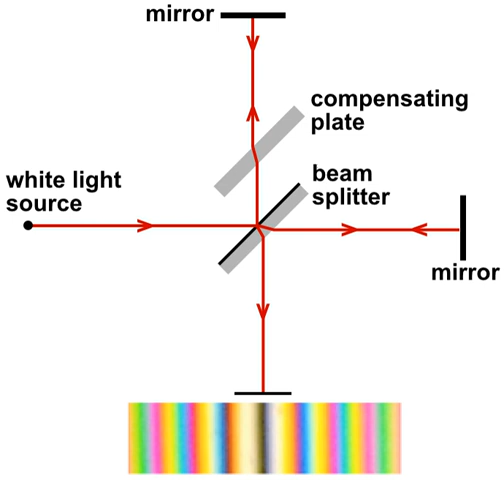 mirror
compensating
plate
beam
splitter
white light
source
mirror